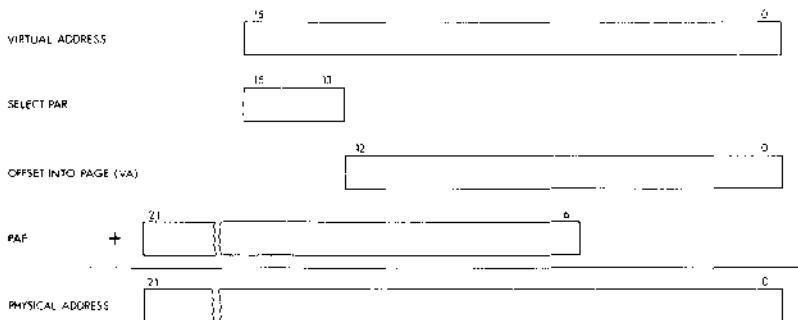 15 0
VIRTUAL ADDRESS
15 13
SELECT PAR
12 0
OFFSET INTO PAGE (VA)
21 6
PAF +
21 0
PHYSICAL ADDRESS